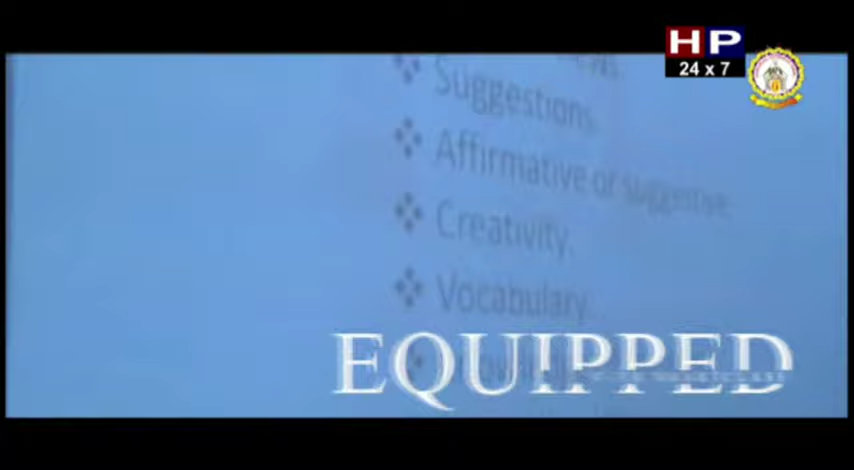 HP
24 x 7
Suggestions.
Affirmative or suggestive.
Creativity.
Vocabulary.
EQUIPPED